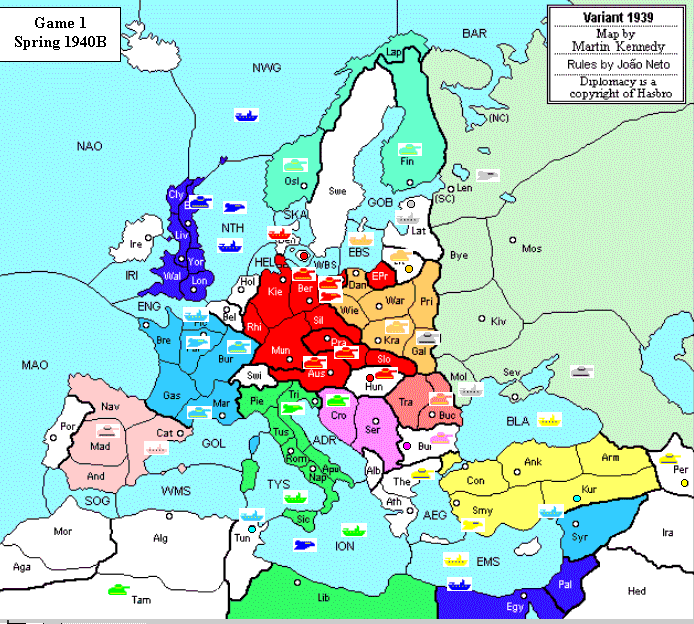 Game 1
Spring 1940B
Variant 1939
Map by
Martin Kennedy
Rules by João Neto
Diplomacy is a
copyright of Hasbro
BAR
Lap
NWG
(NC)
NAO
Fin
Osl
Swe
Len
(SC)
Cly
GOB
SKA
Lat
Liv
NTH
Den
Ire
EBS
Bye
Mos
Yor
HEL
WBS
IRI
Wal
Hol
Lon
Kie
Ber
Dan
EPr
ENG
Wie
War
Pri
Bel
Rhi
Sil
Kiv
Bre
Pra
Kra
Gal
Bur
Mun
Slo
MAO
Swi
Aus
Hun
Mol
Sev
Gas
Nav
Mar
Pie
Tri
Tra
Buc
BLA
Por
Cro
Cat
Tus
Ser
Mad
GOL
ADR
Bul
Ank
Arm
Rom
Apu
Alb
Con
Per
And
Nap
The
Kur
TYS
SOG
WMS
Ath
Smy
AEG
Sic
Mor
Alg
Tun
Syr
Ira
ION
EMS
Pal
Tam
Lib
Egy
Hed